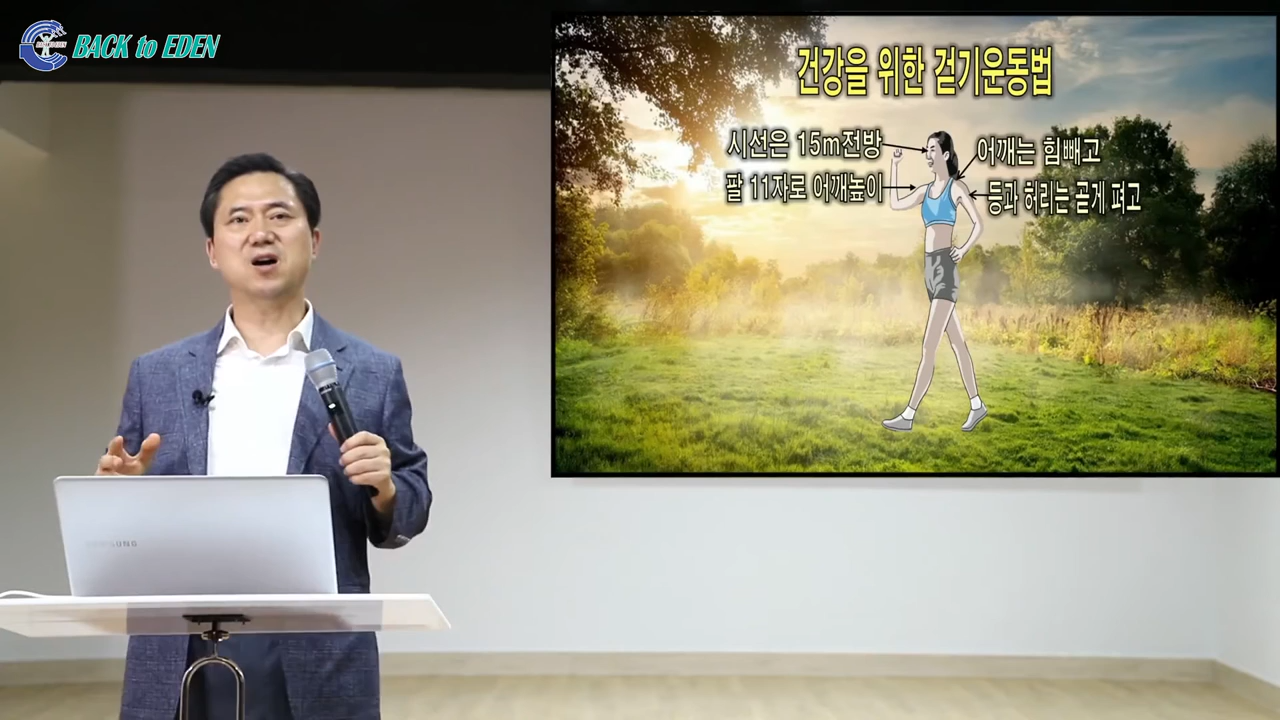 BACK to EDEN
건강을 위한 걷기운동법
시선은 15m전방
어깨는 힘빼고
팔 11자로 어깨높이
등과 허리는 곧게 펴고
SAMSUNG